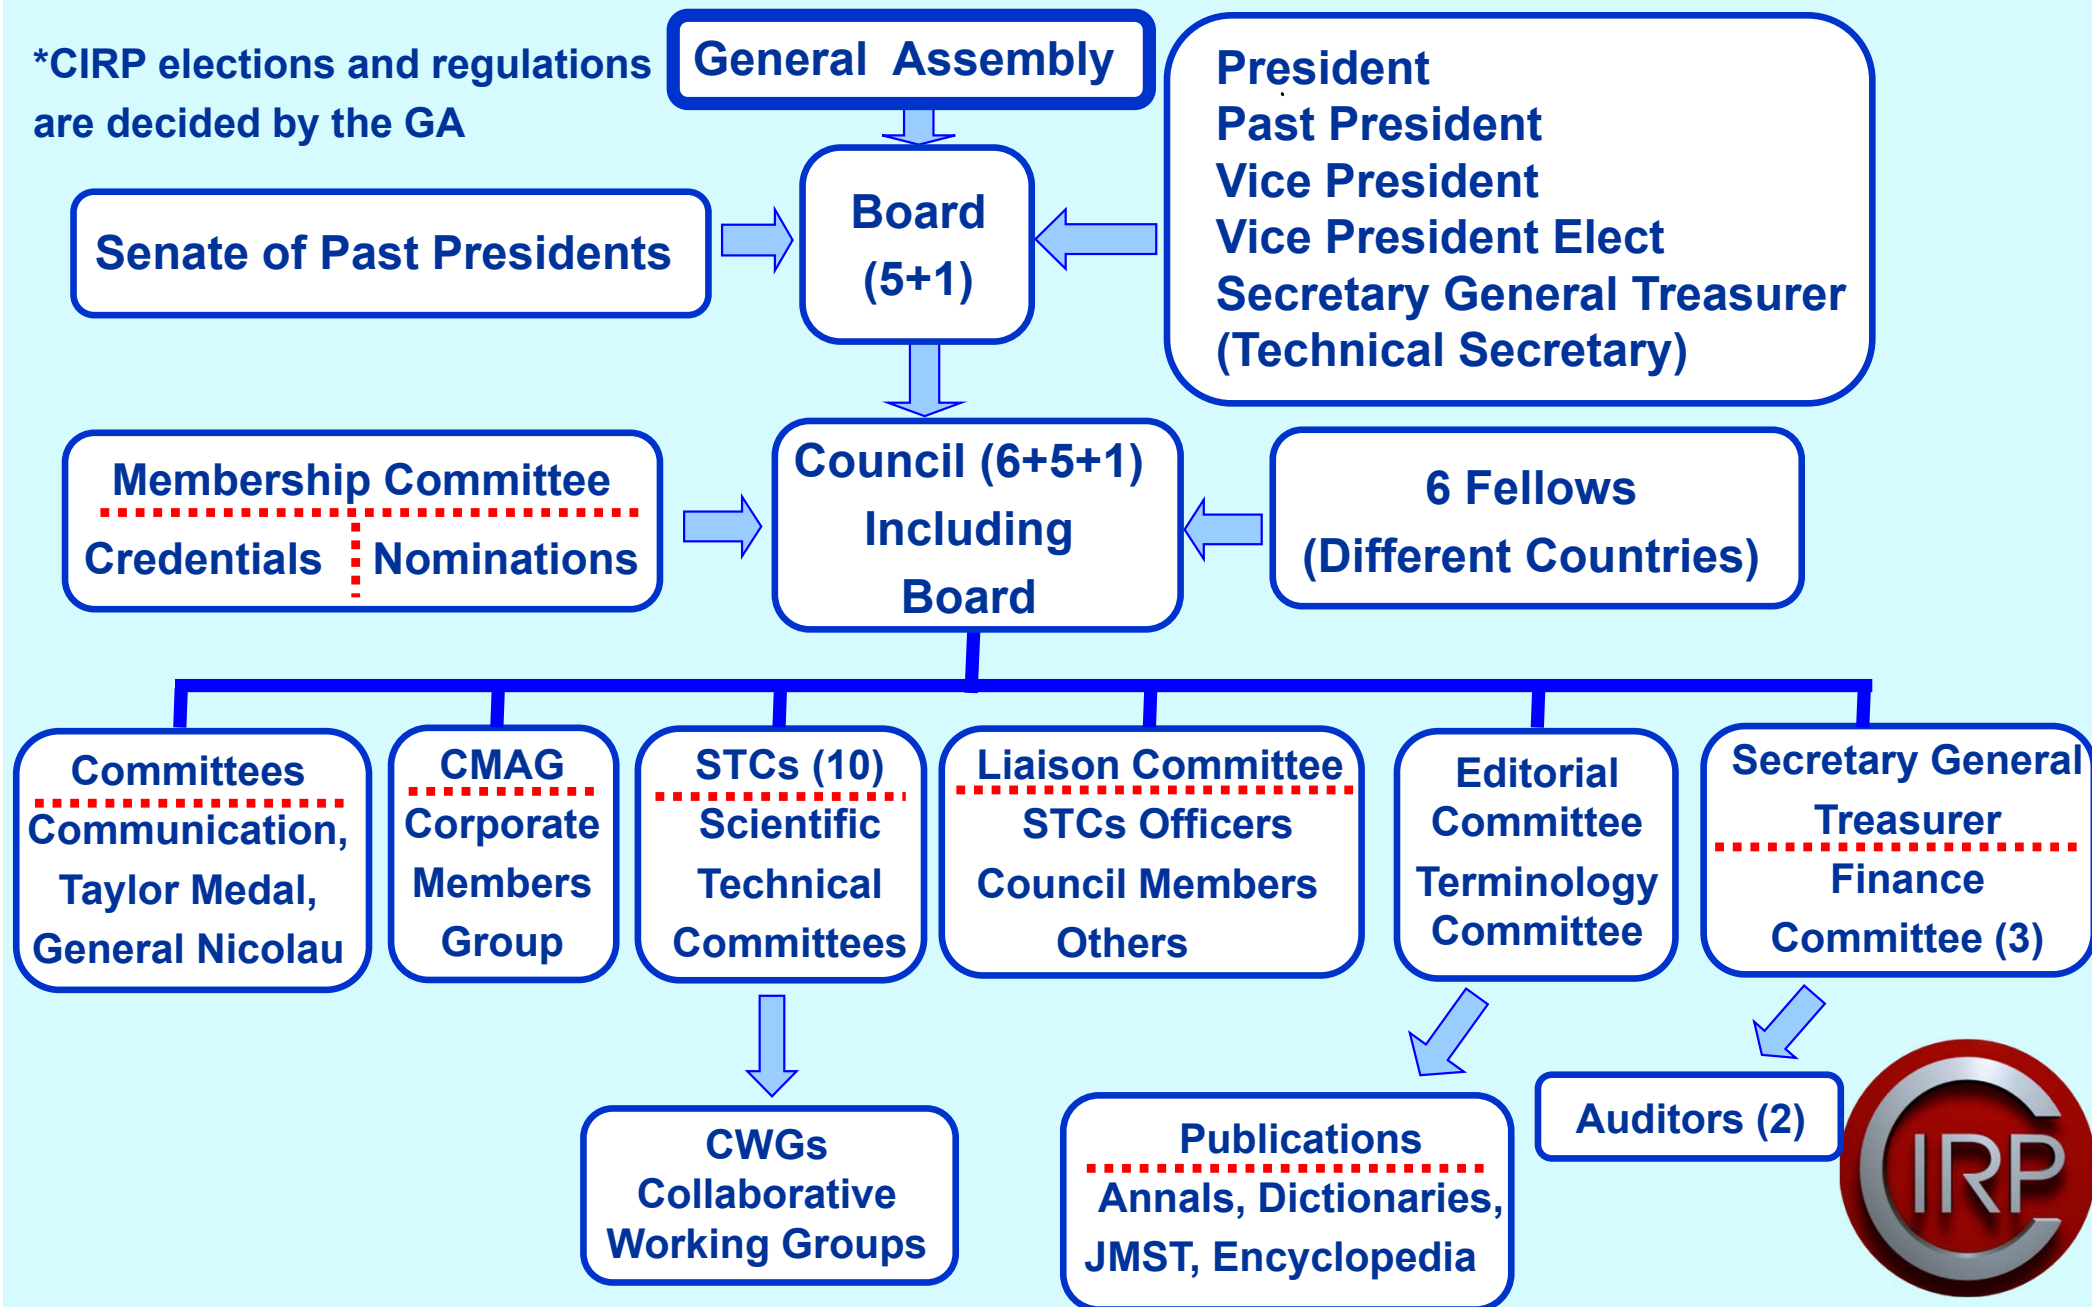 *CIRP elections and regulations
are decided by the GA
General Assembly
President
Past President
Vice President
Vice President Elect
Secretary General Treasurer
(Technical Secretary)
Senate of Past Presidents
Board
(5+1)
Membership Committee
Credentials
Nominations
Council (6+5+1)
Including
Board
6 Fellows
(Different Countries)
Committees
Communication,
Taylor Medal,
General Nicolau
CMAG
Corporate
Members
Group
STCs (10)
Scientific
Technical
Committees
Liaison Committee
STCs Officers
Council Members
Others
Editorial
Committee
Terminology
Committee
Secretary General
Treasurer
Finance
Committee (3)
CWGs
Collaborative
Working Groups
Publications
Annals, Dictionaries,
JMST, Encyclopedia
Auditors (2)
CIRP